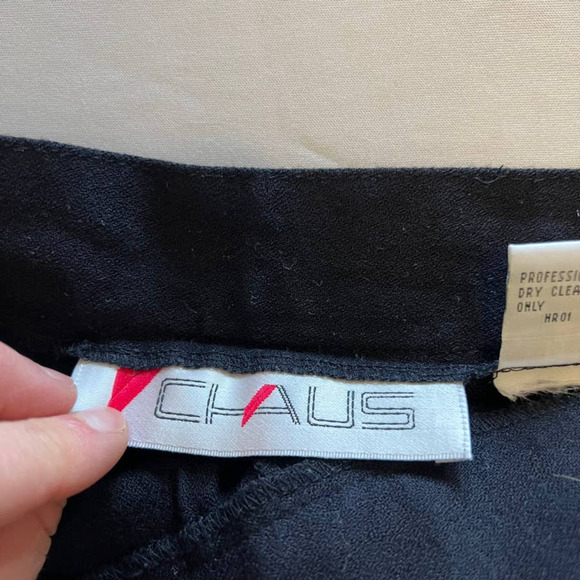 CHAUS
PROFESSI
DRY CLEA
ONLY
HR01